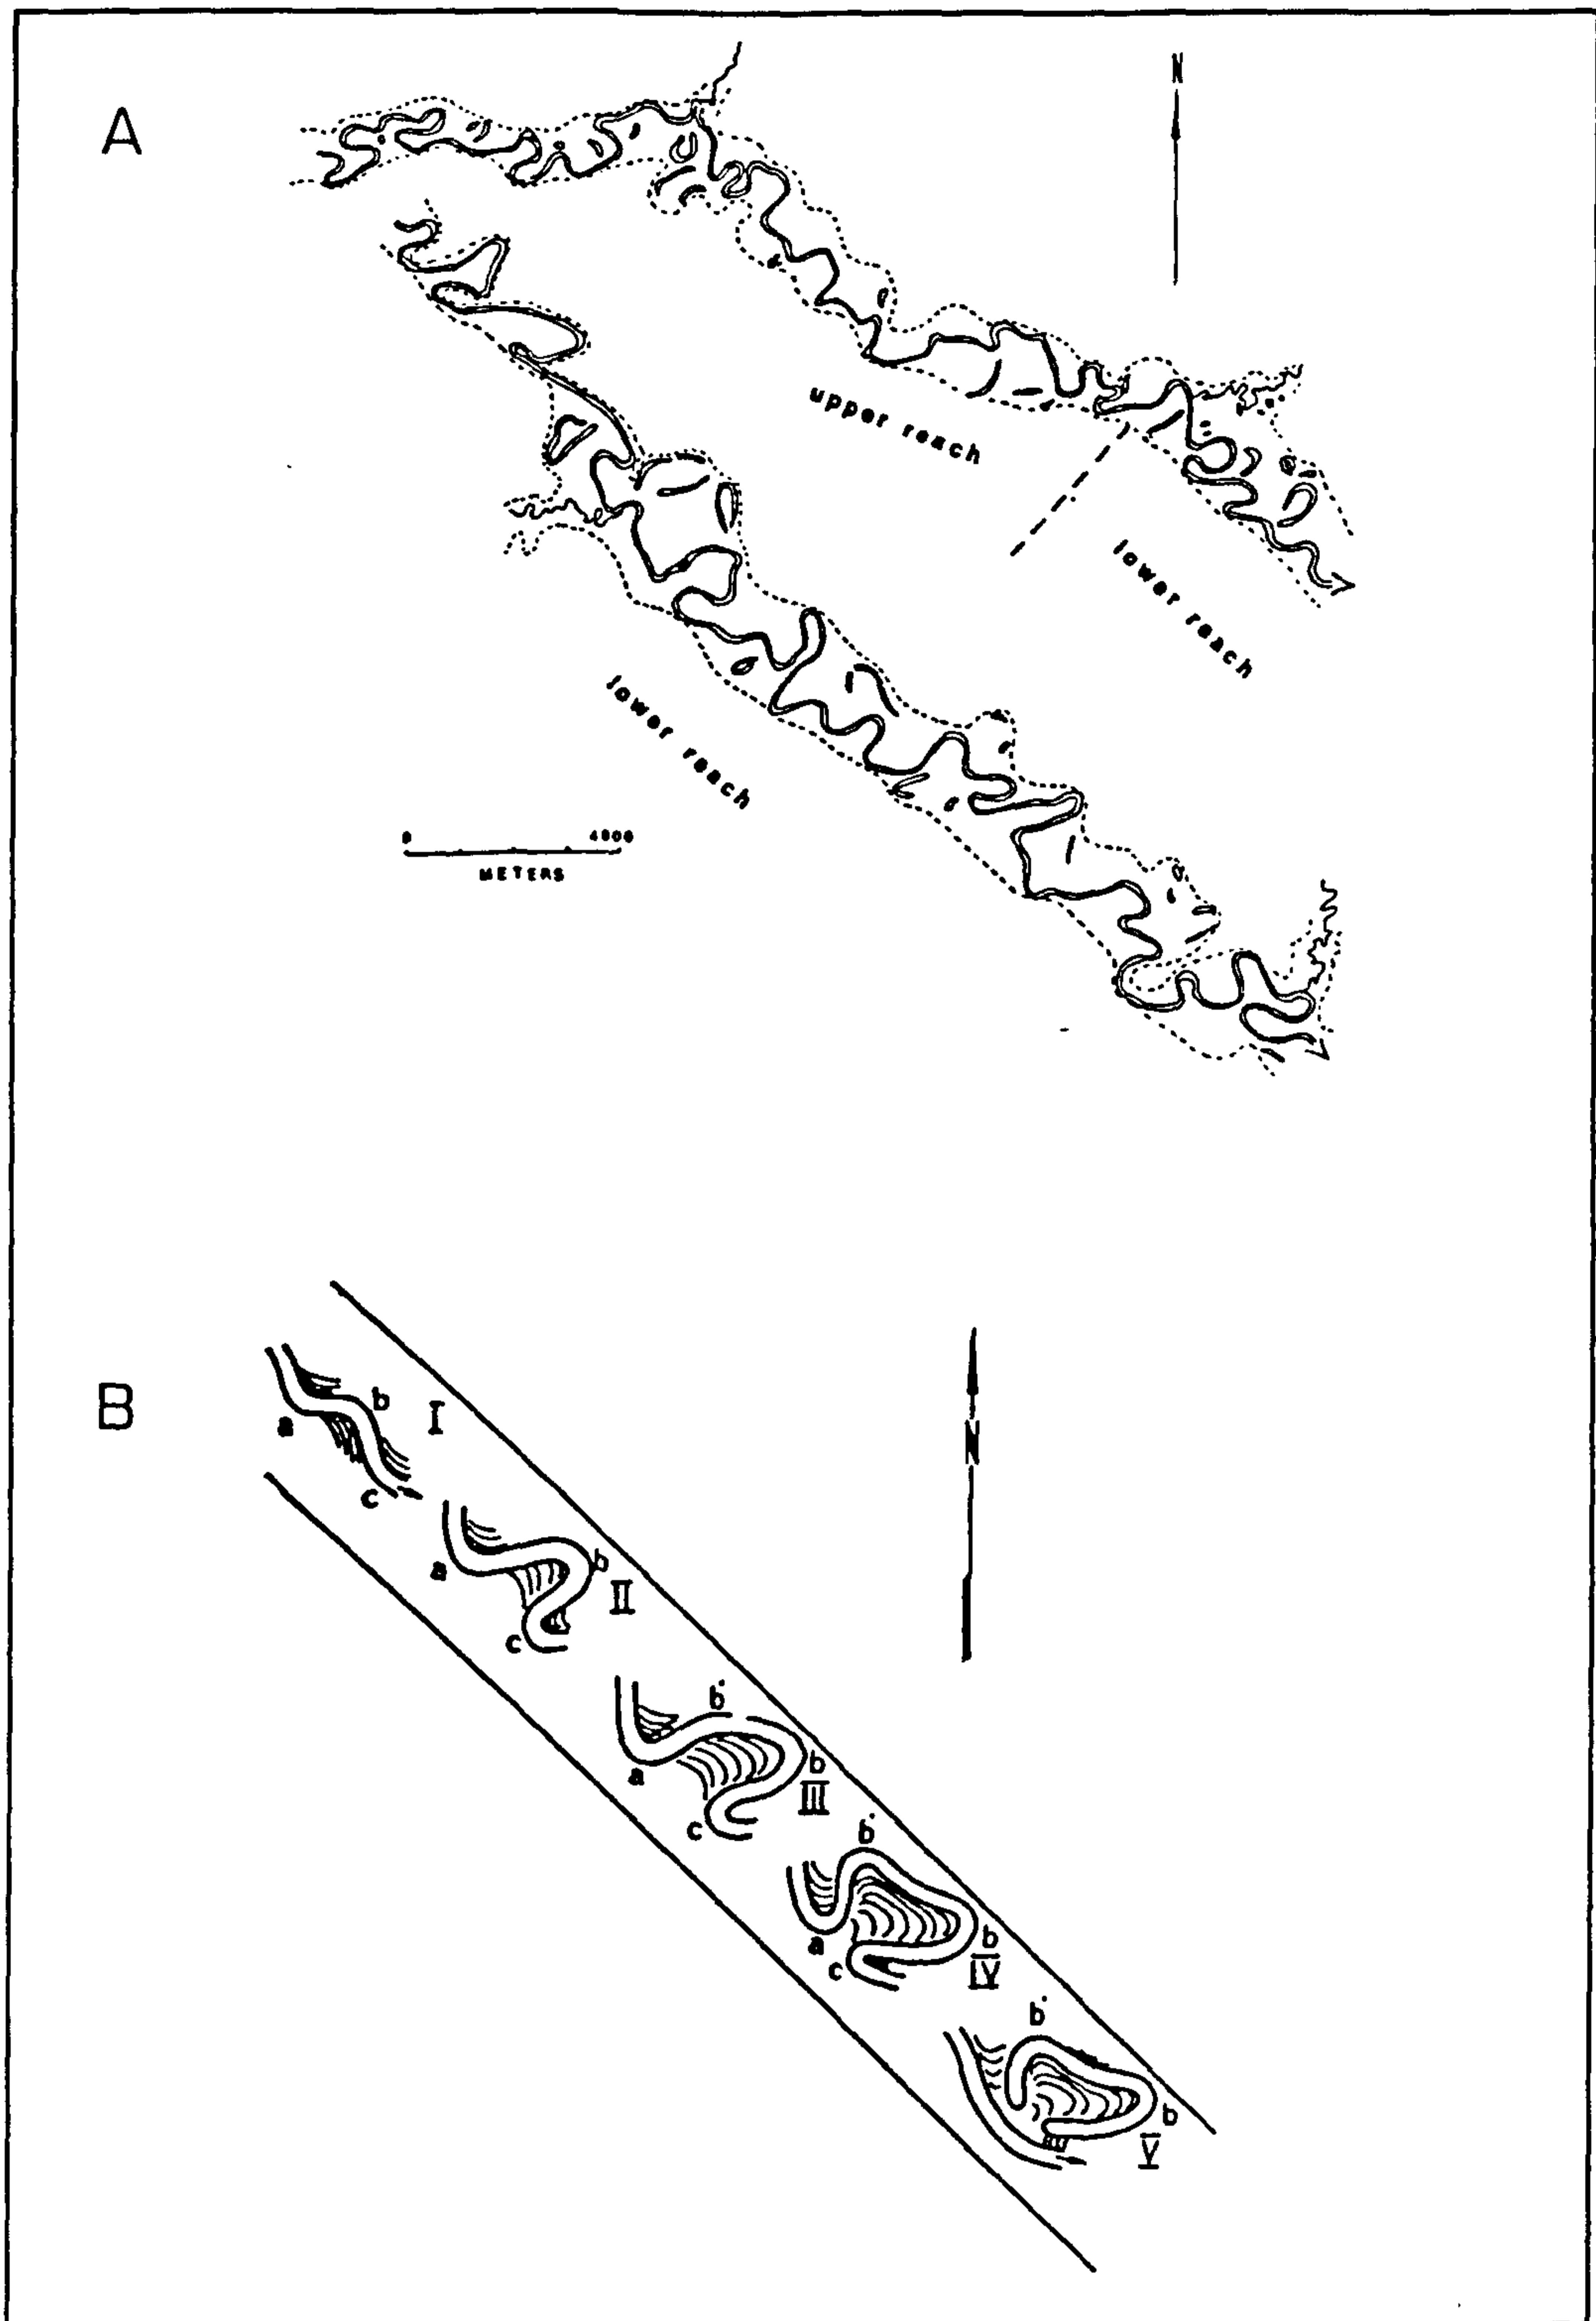 A
N
upper reach
lower reach
lower reach
0 4000
METERS
B
N
a b I
c
a b II
c
b'
a b III
c
b'
a b IV
c
b'
b V